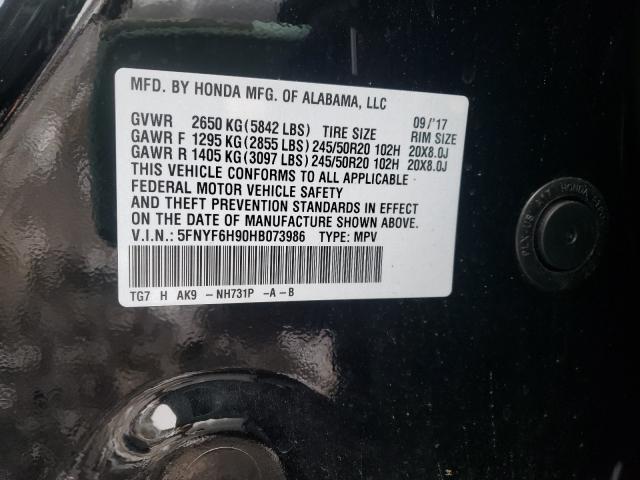 MFD. BY HONDA MFG. OF ALABAMA, LLC
09/'17
GVWR 2650 KG (5842 LBS) TIRE SIZE RIM SIZE
GAWR F 1295 KG (2855 LBS) 245/50R20 102H 20X8.0J
GAWR R 1405 KG (3097 LBS) 245/50R20 102H 20X8.0J
THIS VEHICLE CONFORMS TO ALL APPLICABLE
FEDERAL MOTOR VEHICLE SAFETY
AND THEFT PREVENTION STANDARDS IN EFFECT
ON THE DATE OF MANUFACTURE SHOWN ABOVE.
V.I.N.: 5FNYF6H90HB073986 TYPE: MPV
TG7 H AK9 -NH731P -A-B
HONDA